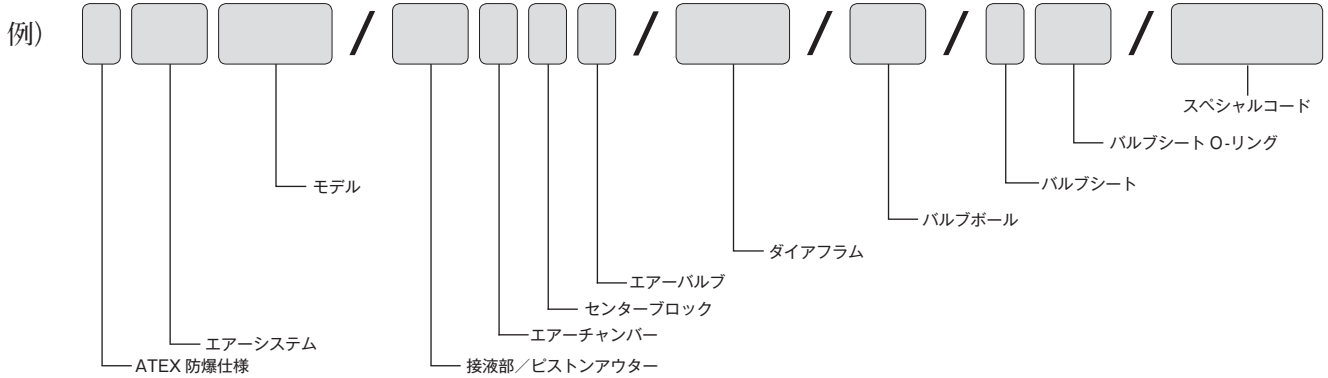 例)
スペシャルコード
バルブシート O-リング
モデル
バルブシート
バルブボール
ダイアフラム
エアーバルブ
センターブロック
エアーチャンバー
エアーシステム
ATEX 防爆仕様
接液部／ピストンアウター